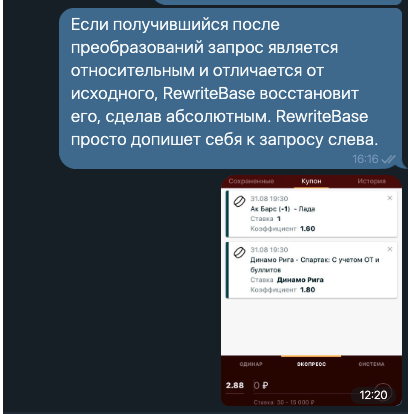 Если получившийся после
преобразований запрос является
относительным и отличается от
исходного, RewriteBase восстановит
его, сделав абсолютным. RewriteBase
просто допишет себя к запросу слева.
16:16
Сохраненные Купон История
31.08 19:30
Ак Барс (-1) - Лада
Ставка 1
Коэффициент 1.60
31.08 19:30
Динамо Рига - Спартак: С учетом ОТ и
буллитов
Ставка Динамо Рига
Коэффициент 1.80
ОДИНАР ЭКСПРЕСС СИСТЕМА
2.88 0 ₽
Ставка: 30 - 15 000 ₽
12:20